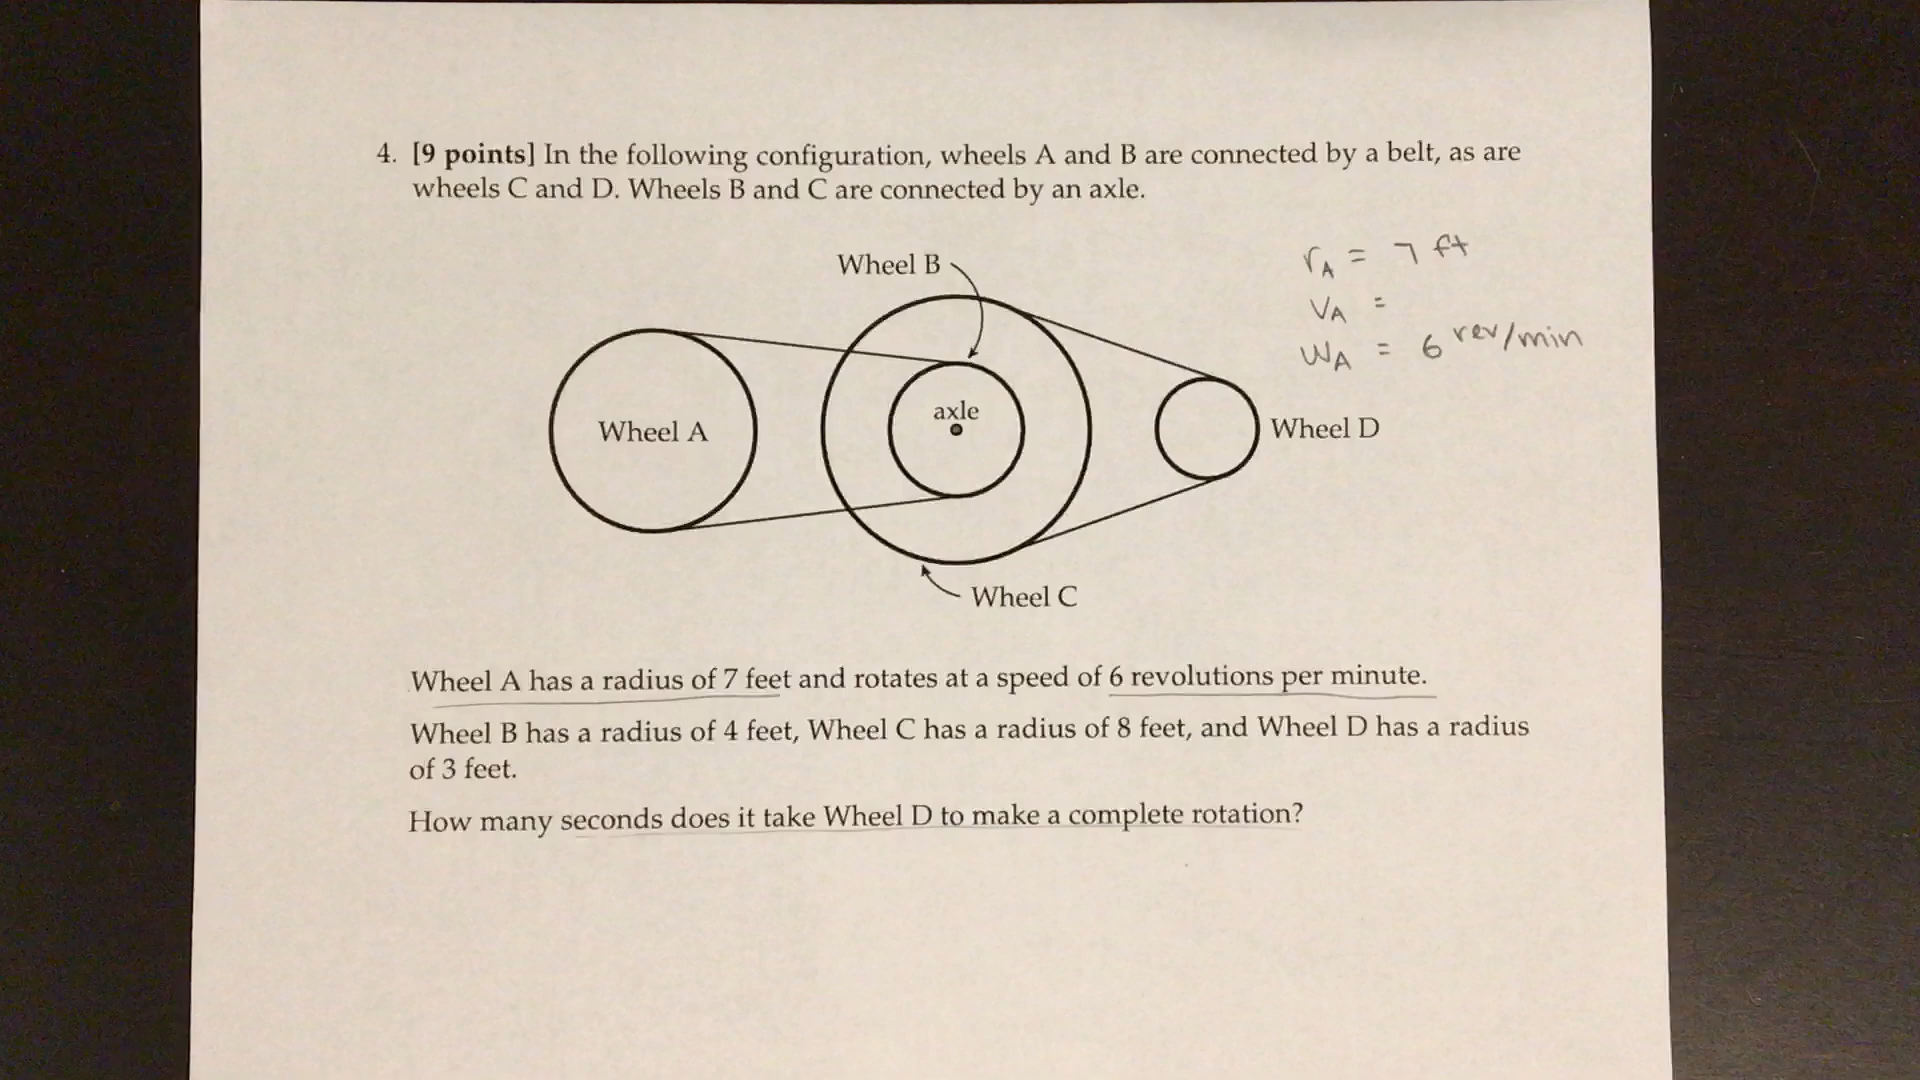 4. [9 points] In the following configuration, wheels A and B are connected by a belt, as are
wheels C and D. Wheels B and C are connected by an axle.
Wheel B
r_A = 7 ft
v_A =
w_A = 6 rev/min
axle
Wheel A
Wheel D
Wheel C
Wheel A has a radius of 7 feet and rotates at a speed of 6 revolutions per minute.
Wheel B has a radius of 4 feet, Wheel C has a radius of 8 feet, and Wheel D has a radius
of 3 feet.
How many seconds does it take Wheel D to make a complete rotation?